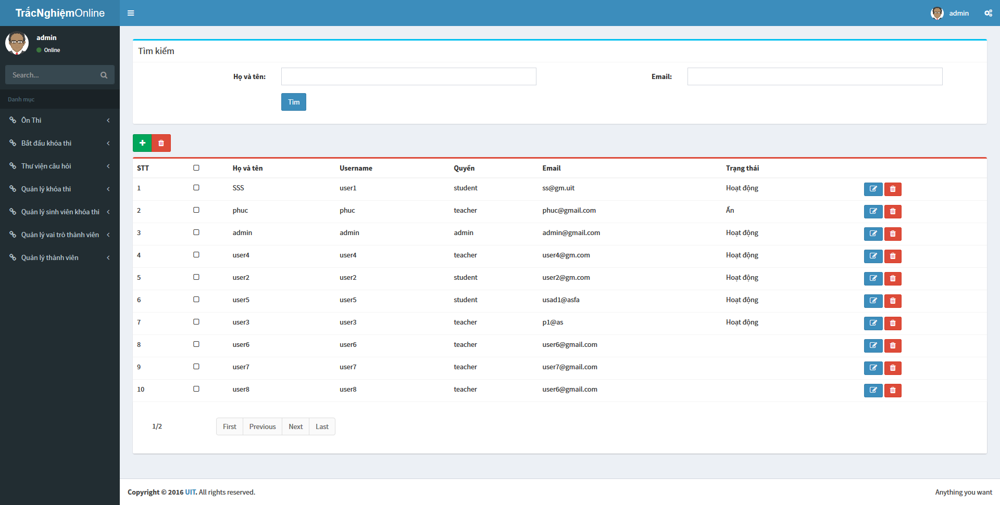 TrắcNghiệmOnline
admin
admin
Online
Search...
Danh mục
Ôn Thi
Bắt đầu khóa thi
Thư viện câu hỏi
Quản lý khóa thi
Quản lý sinh viên khóa thi
Quản lý vai trò thành viên
Quản lý thành viên
Tìm kiếm
Họ và tên: Email:
Tìm
STT Họ và tên Username Quyền Email Trạng thái
1 SSS user1 student ss@gm.uit Hoạt động
2 phuc phuc teacher phuc@gmail.com Ẩn
3 admin admin admin admin@gmail.com Hoạt động
4 user4 user4 teacher user4@gm.com Hoạt động
5 user2 user2 student user2@gm.com Hoạt động
6 user5 user5 student usad1@asfa Hoạt động
7 user3 user3 teacher p1@as Hoạt động
8 user6 user6 teacher user6@gmail.com
9 user7 user7 teacher user7@gmail.com
10 user8 user8 teacher user6@gmail.com
1/2 First Previous Next Last
Copyright © 2016 UIT. All rights reserved. Anything you want